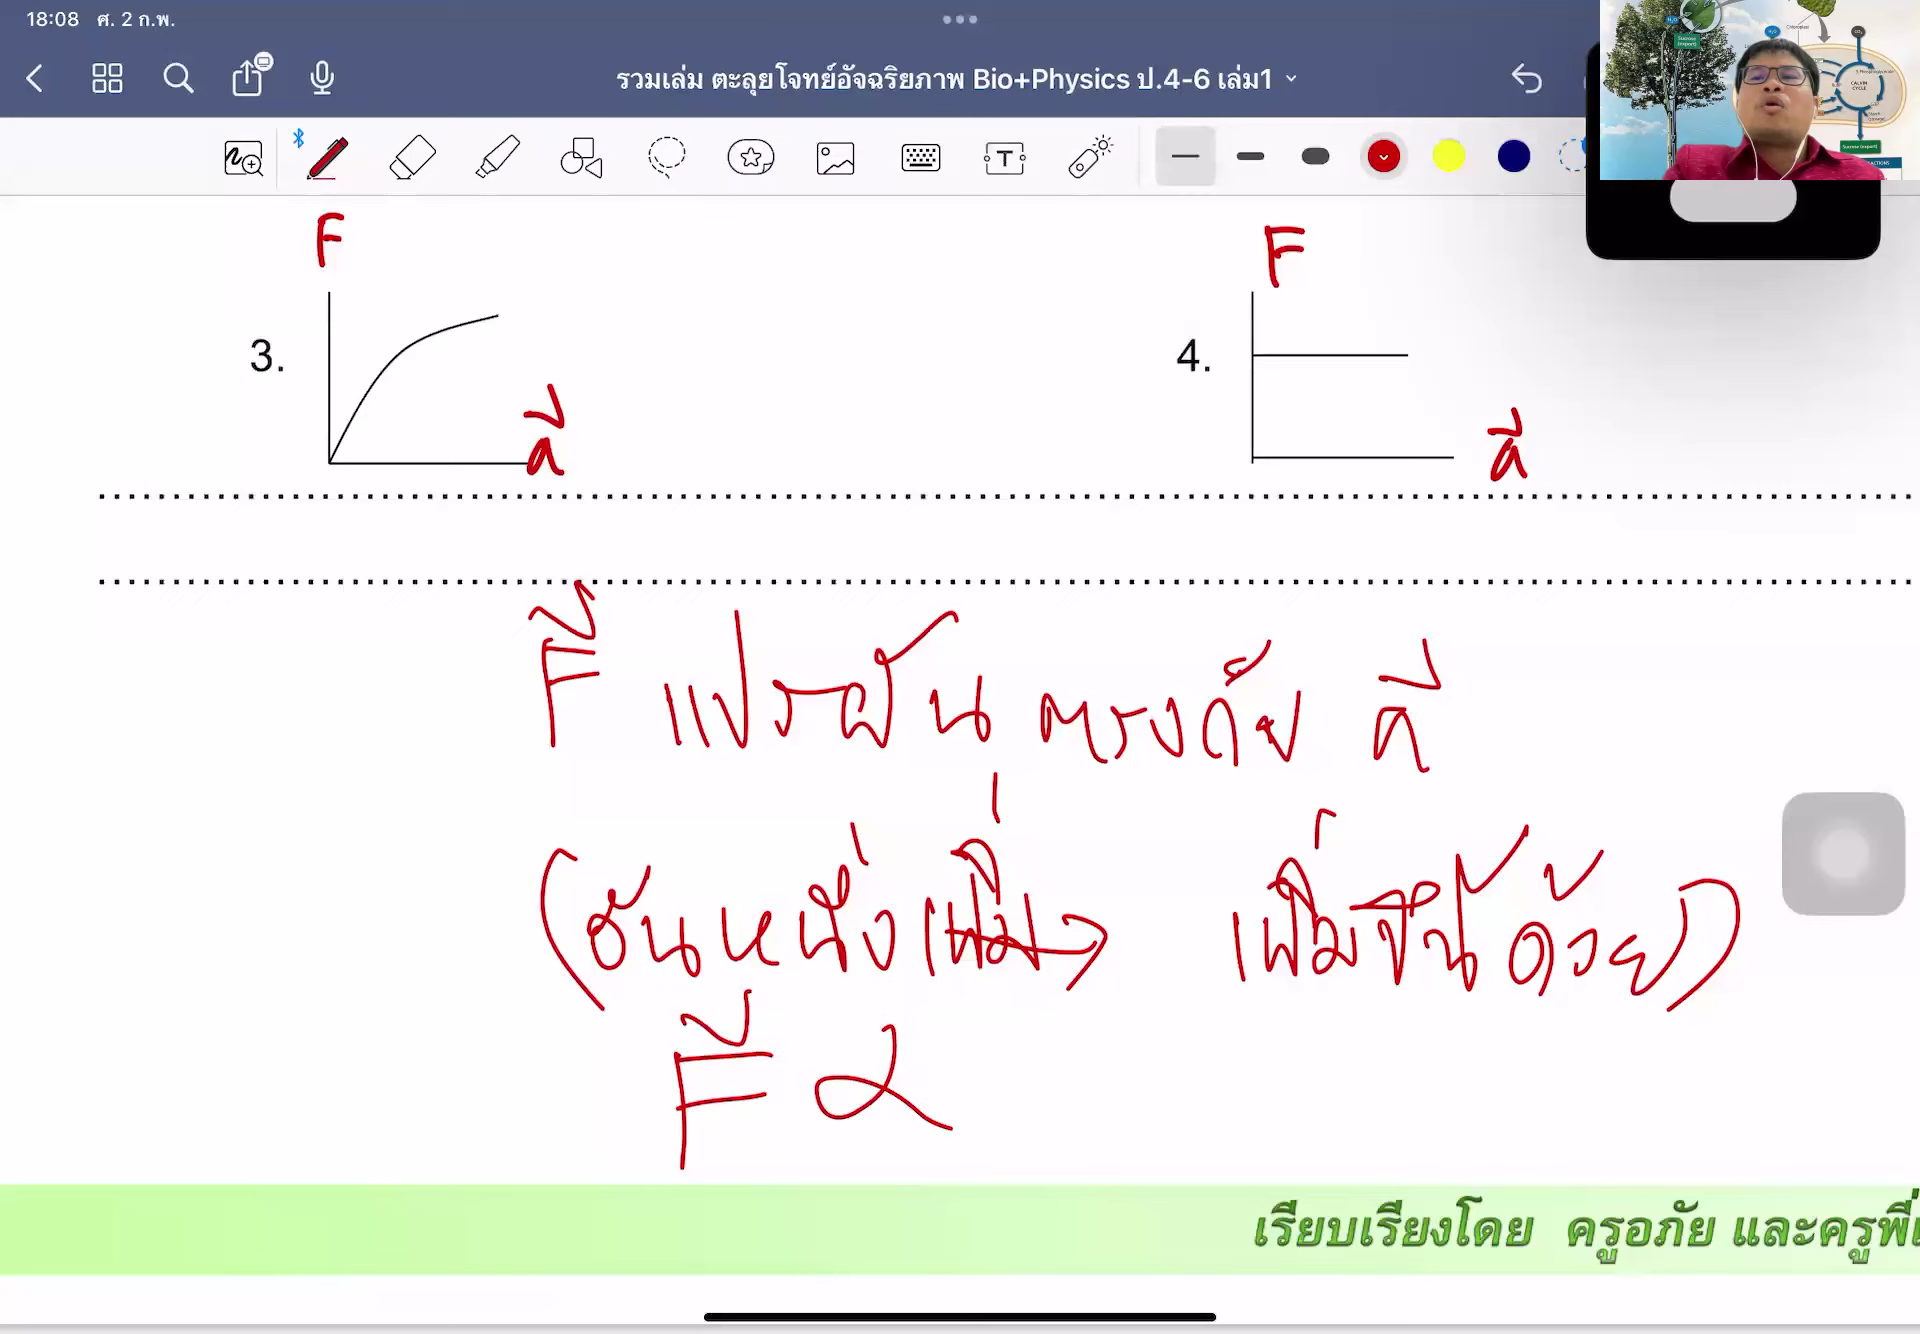 18:08 ศ. 2 ก.พ.
รวมเล่ม ตะลุยโจทย์อัจฉริยภาพ Bio+Physics ป.4-6 เล่ม1
F
F
3.
4.
a
a
F แปรผัน ตรงกับ a
(อันหนึ่งเพิ่ม เพิ่มขึ้นด้วย)
F ∝
เรียบเรียงโดย ครูอภัย และครูพี่